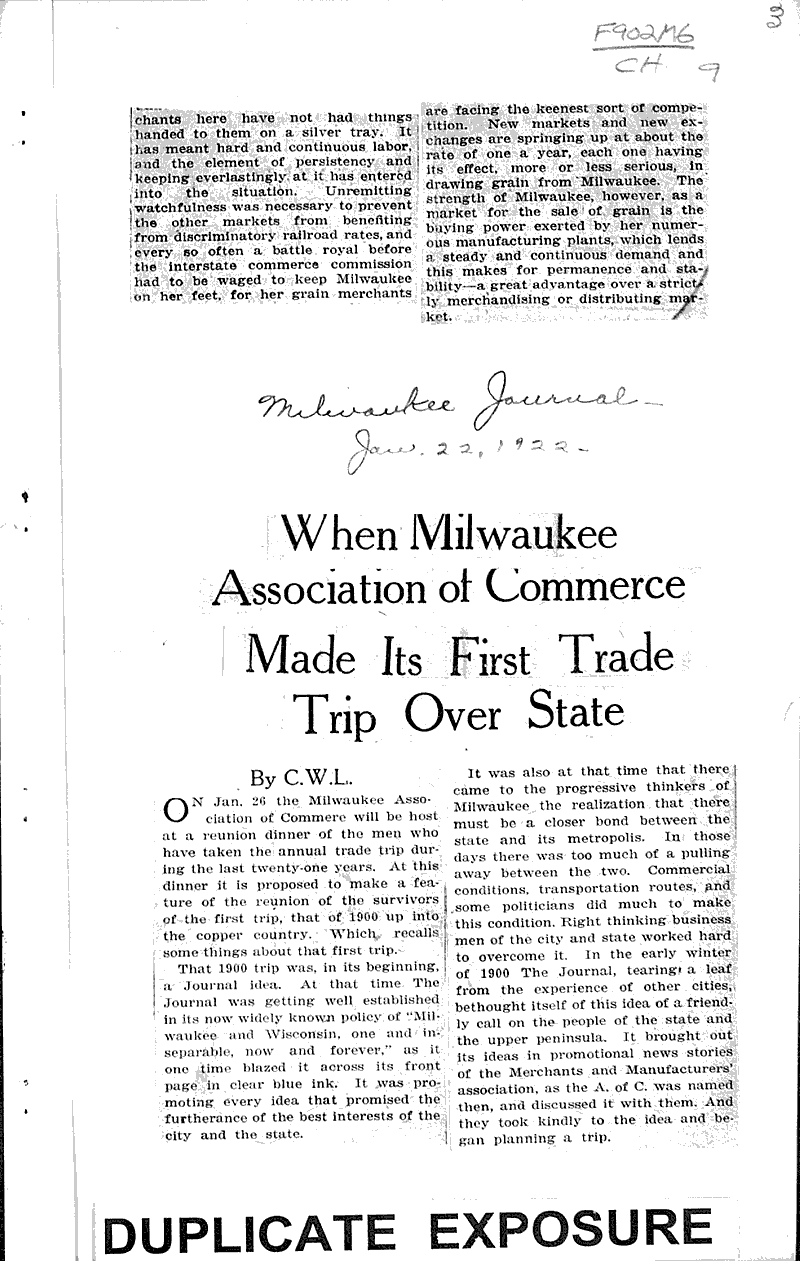 3
F902M6
CH 9
chants here have not had things
handed to them on a silver tray. It
has meant hard and continuous labor,
and the element of persistency and
keeping everlastingly at it has entered
into the situation. Unremitting
watchfulness was necessary to prevent
the other markets from benefiting
from discriminatory railroad rates, and
every so often a battle royal before
the interstate commerce commission
had to be waged to keep Milwaukee
on her feet, for her grain merchants
are facing the keenest sort of compe-
tition. New markets and new ex-
changes are springing up at about the
rate of one a year, each one having
its effect, more or less serious, in
drawing grain from Milwaukee. The
strength of Milwaukee, however, as a
market for the sale of grain is the
buying power exerted by her numer-
ous manufacturing plants, which lends
a steady and continuous demand and
this makes for permanence and sta-
bility—a great advantage over a strict-
ly merchandising or distributing mar-
ket.
Milwaukee Journal—
Jan. 22, 1922—
When Milwaukee
Association of Commerce
Made Its First Trade
Trip Over State
By C.W.L.
ON Jan. 26 the Milwaukee Asso-
ciation of Commerc will be host
at a reunion dinner of the men who
have taken the annual trade trip dur-
ing the last twenty-one years. At this
dinner it is proposed to make a fea-
ture of the reunion of the survivors
of the first trip, that of 1900 up into
the copper country. Which recalls
some things about that first trip.
That 1900 trip was, in its beginning,
a Journal idea. At that time The
Journal was getting well established
in its now widely known policy of "Mil-
waukee and Wisconsin, one and in-
separable, now and forever," as it
one time blazed it across its front
page in clear blue ink. It was pro-
moting every idea that promised the
furtherance of the best interests of the
city and the state.
It was also at that time that there
came to the progressive thinkers of
Milwaukee the realization that there
must be a closer bond between the
state and its metropolis. In those
days there was too much of a pulling
away between the two. Commercial
conditions, transportation routes, and
some politicians did much to make
this condition. Right thinking business
men of the city and state worked hard
to overcome it. In the early winter
of 1900 The Journal, tearing a leaf
from the experience of other cities,
bethought itself of this idea of a friend-
ly call on the people of the state and
the upper peninsula. It brought out
its ideas in promotional news stories
of the Merchants and Manufacturers'
association, as the A. of C. was named
then, and discussed it with them. And
they took kindly to the idea and be-
gan planning a trip.
DUPLICATE EXPOSURE